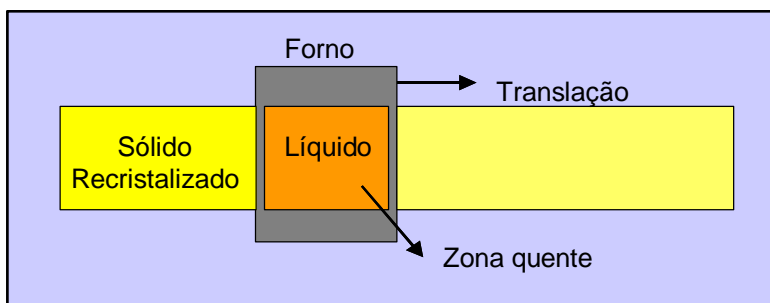 Forno
Translação
Sólido
Recristalizado
Líquido
Zona quente